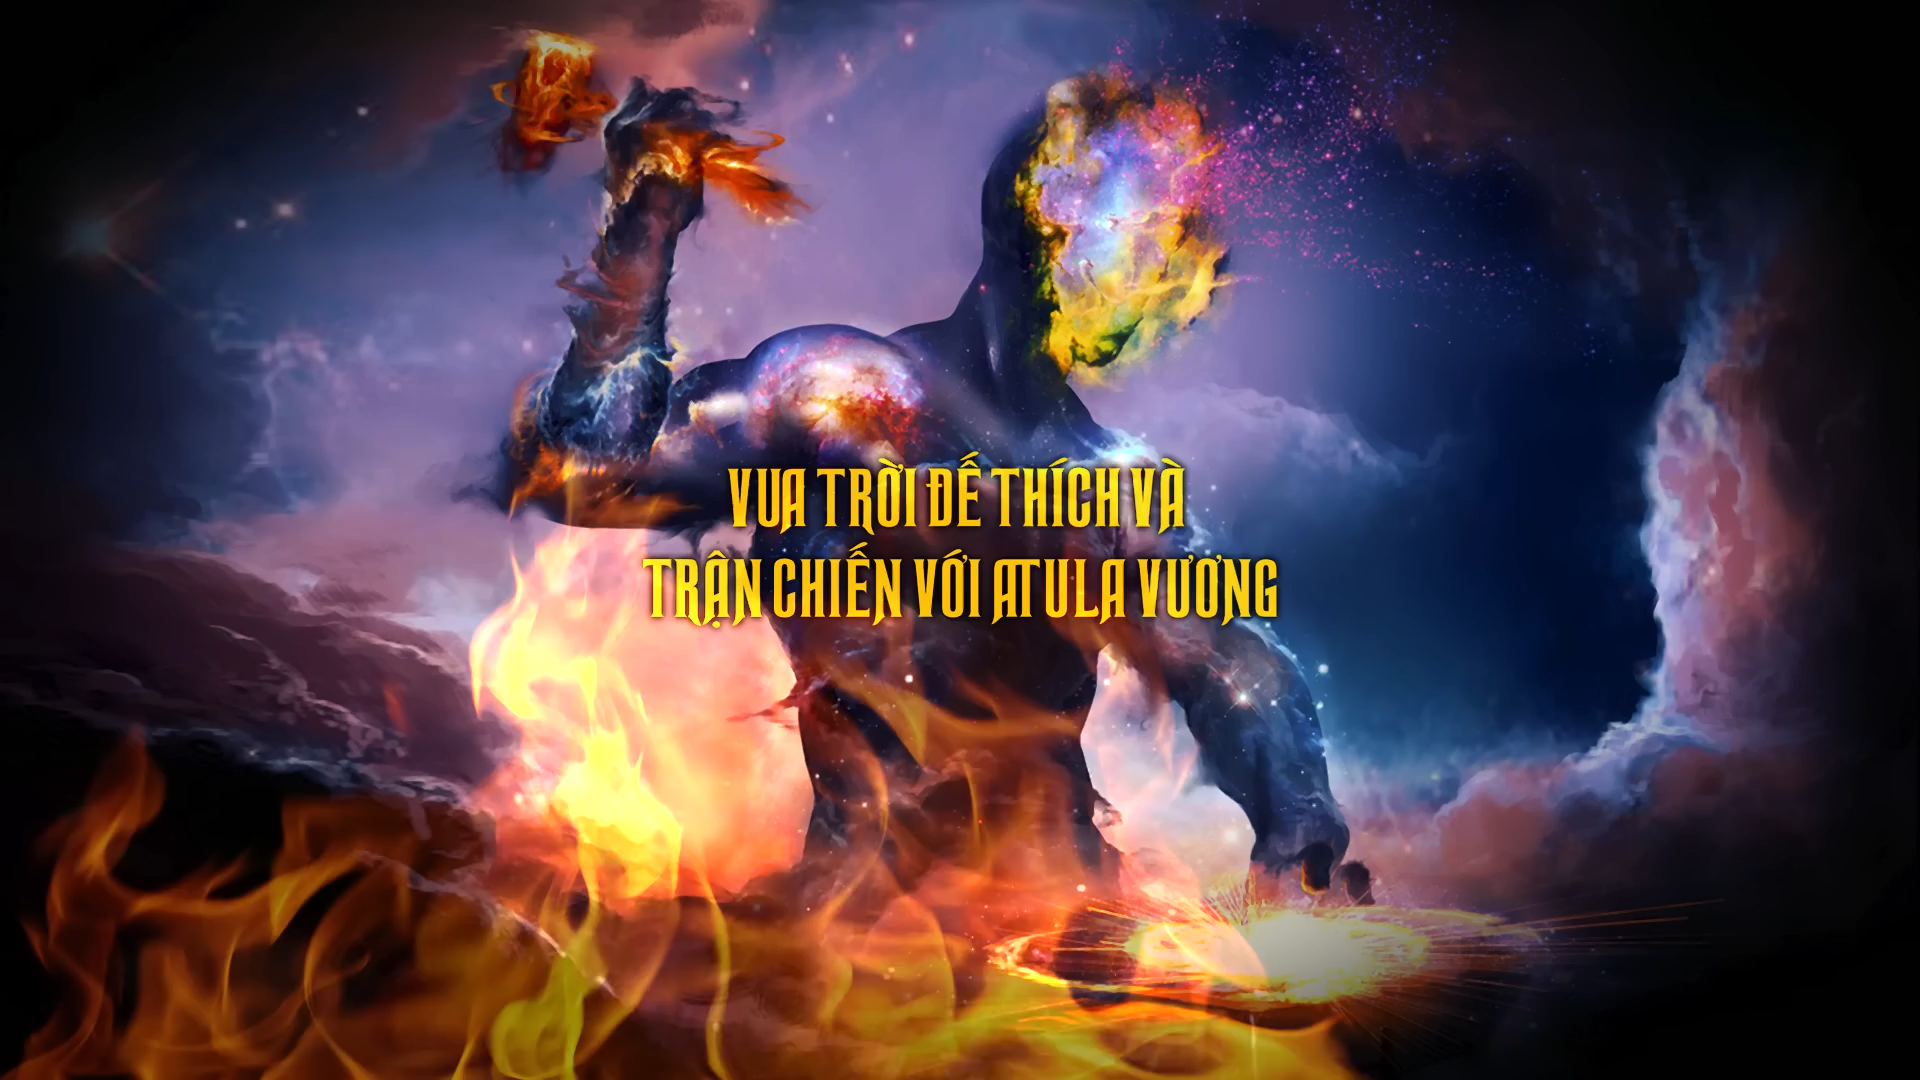 VUA TRỜI ĐẾ THÍCH VÀ
TRẬN CHIẾN VỚI ATULA VƯƠNG